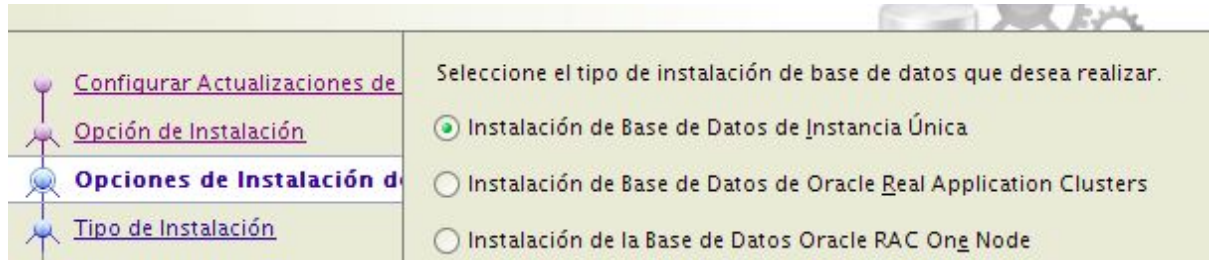 Configurar Actualizaciones de
Opción de Instalación
Opciones de Instalación d
Tipo de Instalación
Seleccione el tipo de instalación de base de datos que desea realizar.
Instalación de Base de Datos de Instancia Única
Instalación de Base de Datos de Oracle Real Application Clusters
Instalación de la Base de Datos Oracle RAC One Node